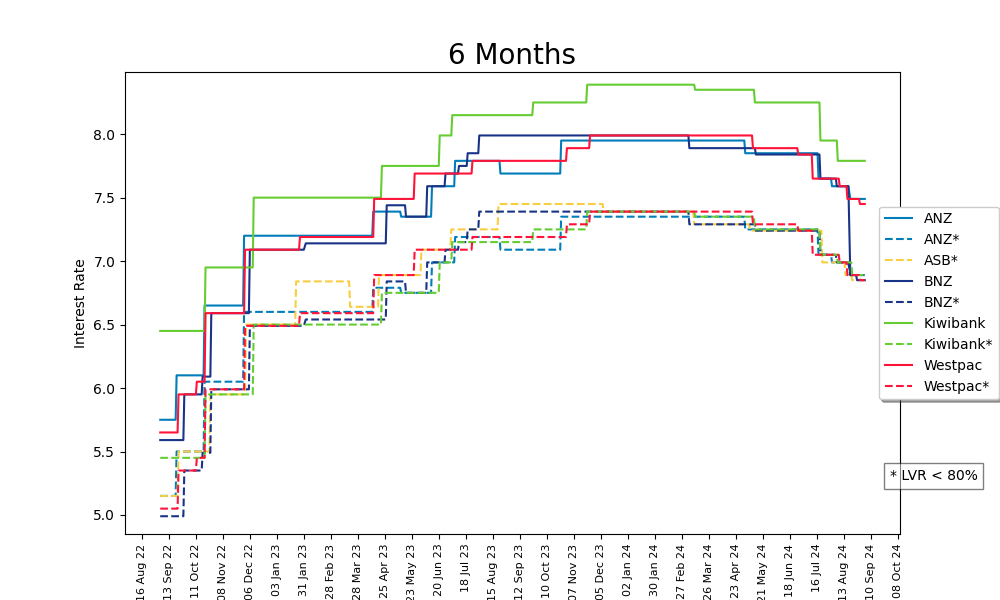 6 Months
Interest Rate
8.0
7.5
7.0
6.5
6.0
5.5
5.0
ANZ
ANZ*
ASB*
BNZ
BNZ*
Kiwibank
Kiwibank*
Westpac
Westpac*
* LVR < 80%
16 Aug 22
13 Sep 22
11 Oct 22
08 Nov 22
06 Dec 22
03 Jan 23
31 Jan 23
28 Feb 23
28 Mar 23
25 Apr 23
23 May 23
20 Jun 23
18 Jul 23
15 Aug 23
12 Sep 23
10 Oct 23
07 Nov 23
05 Dec 23
02 Jan 24
30 Jan 24
27 Feb 24
26 Mar 24
23 Apr 24
21 May 24
18 Jun 24
16 Jul 24
13 Aug 24
10 Sep 24
08 Oct 24